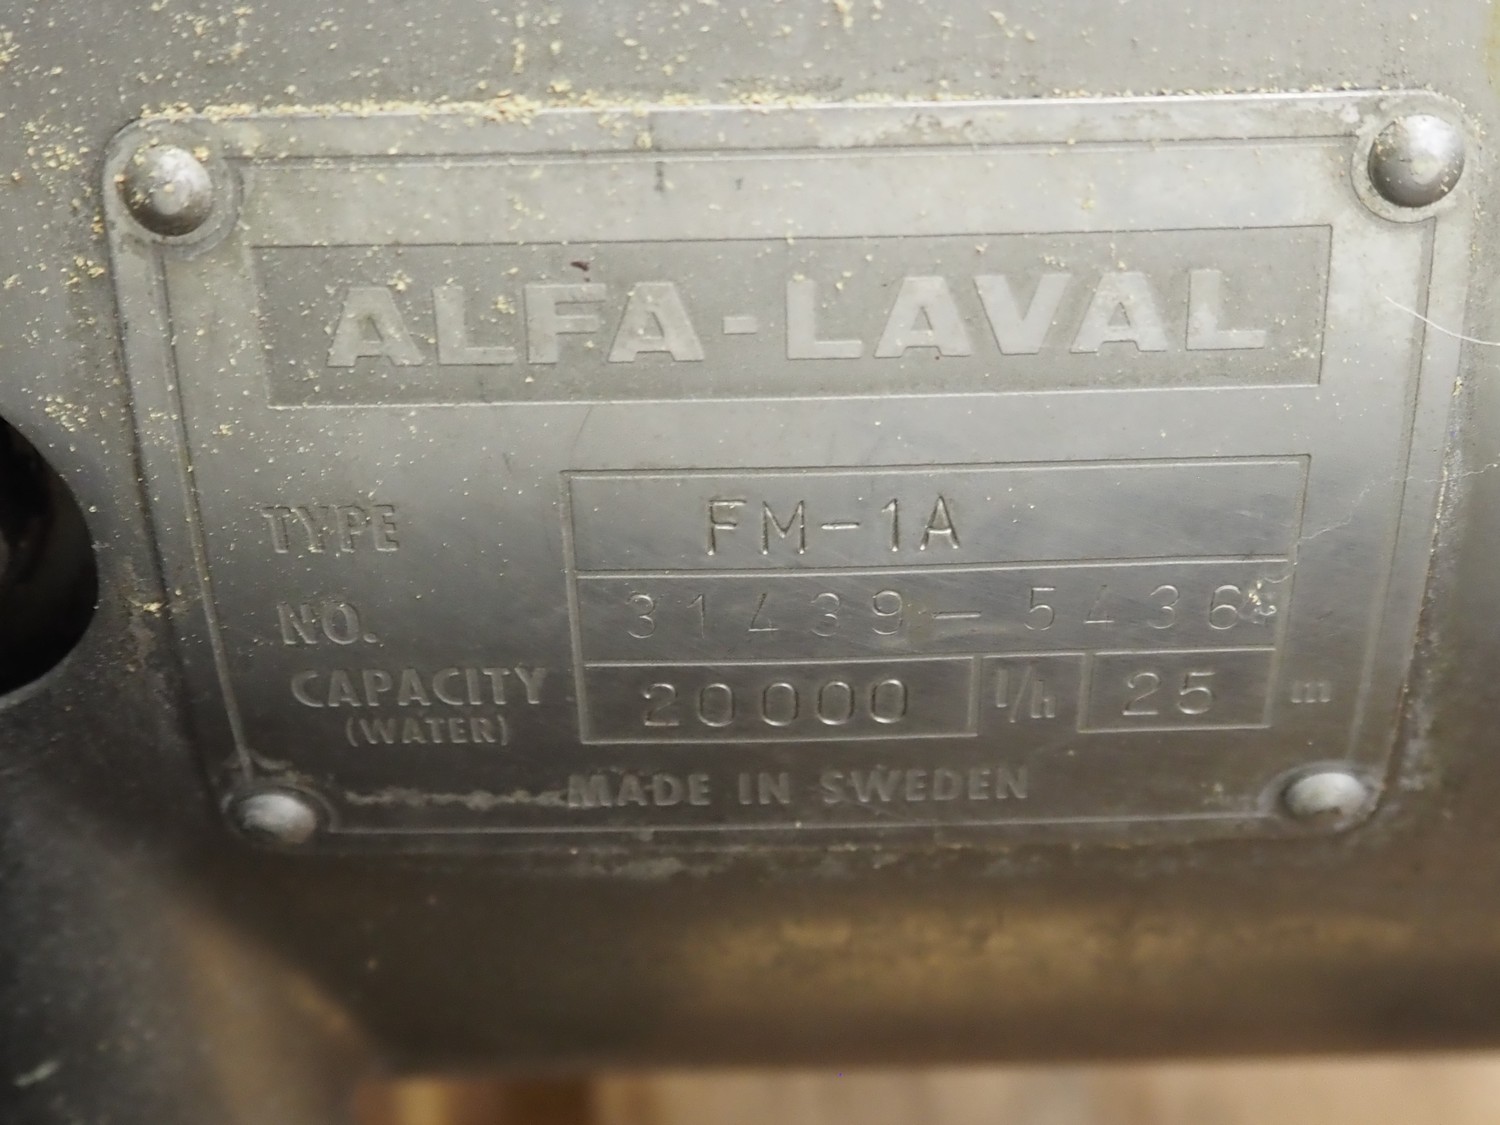 ALFA-LAVAL
TYPE FM-1A
NO. 31439-5436
CAPACITY 20000 l/h 25 m
(WATER)
MADE IN SWEDEN